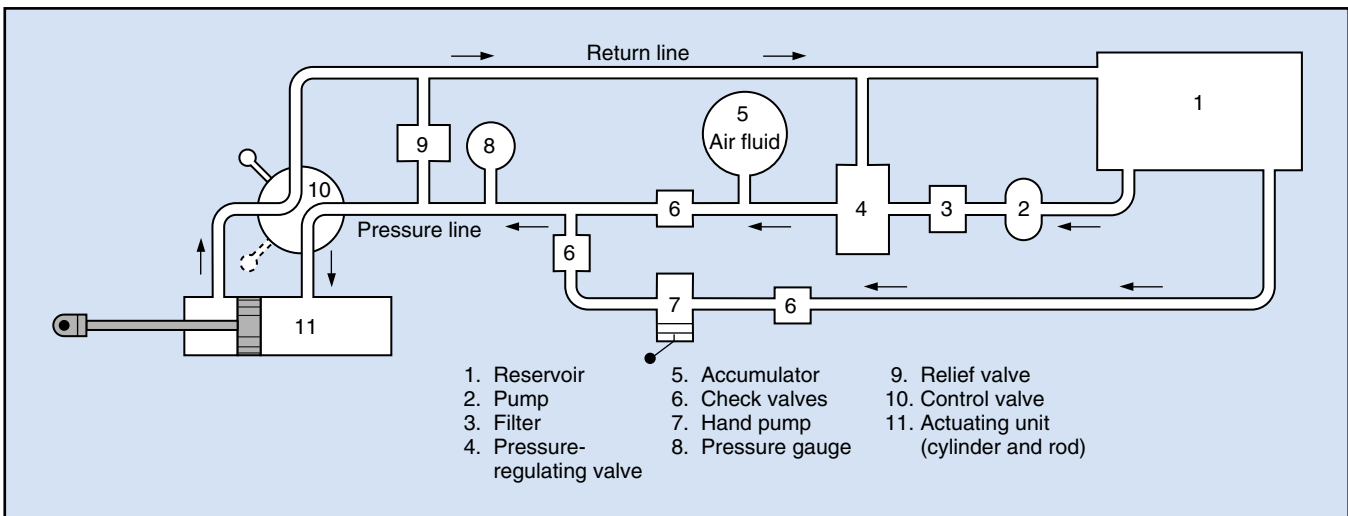 Return line
1
5
Air fluid
9
8
10
6
4
3
2
Pressure line
6
7
6
11
1. Reservoir
2. Pump
3. Filter
4. Pressure-
regulating valve
5. Accumulator
6. Check valves
7. Hand pump
8. Pressure gauge
9. Relief valve
10. Control valve
11. Actuating unit
(cylinder and rod)